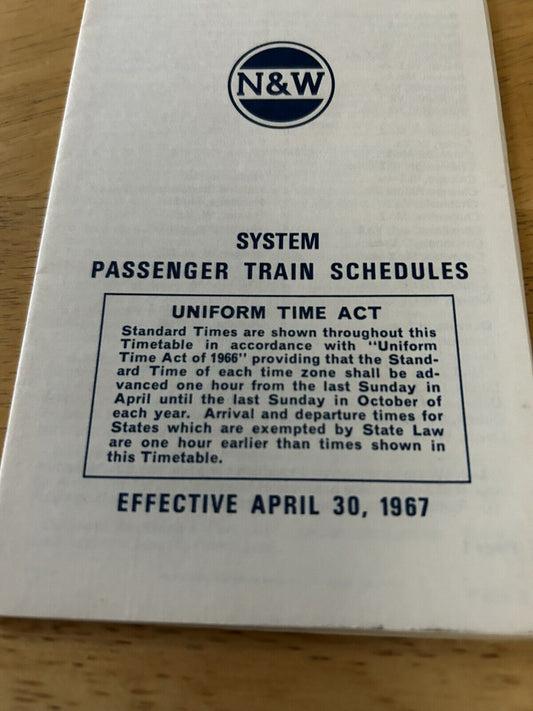 N&W
SYSTEM
PASSENGER TRAIN SCHEDULES
UNIFORM TIME ACT
Standard Times are shown throughout this
Timetable in accordance with "Uniform
Time Act of 1966" providing that the Stand-
ard Time of each time zone shall be ad-
vanced one hour from the last Sunday in
April until the last Sunday in October of
each year. Arrival and departure times for
States which are exempted by State Law
are one hour earlier than times shown in
this Timetable.
EFFECTIVE APRIL 30, 1967